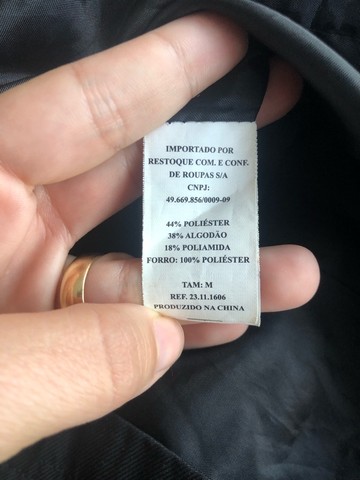 IMPORTADO POR
RESTOQUE COM. E CONF.
DE ROUPAS S/A
CNPJ:
49.669.856/0009-09
44% POLIÉSTER
38% ALGODÃO
18% POLIAMIDA
FORRO: 100% POLIÉSTER
TAM: M
REF. 23.11.1606
PRODUZIDO NA CHINA